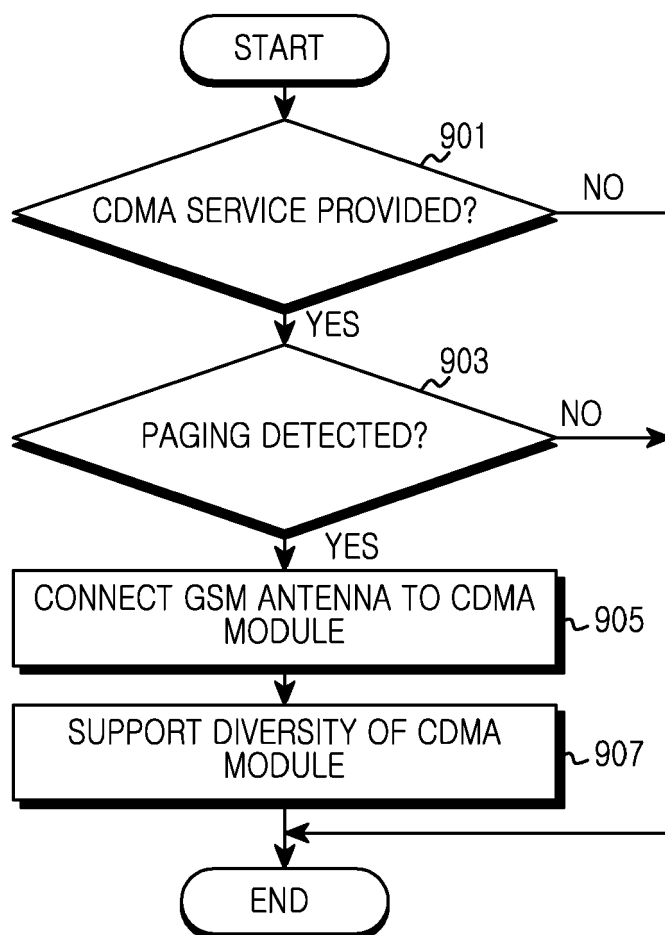 START
901
CDMA SERVICE PROVIDED?
NO
YES
903
PAGING DETECTED?
NO
YES
CONNECT GSM ANTENNA TO CDMA
MODULE
905
SUPPORT DIVERSITY OF CDMA
MODULE
907
END